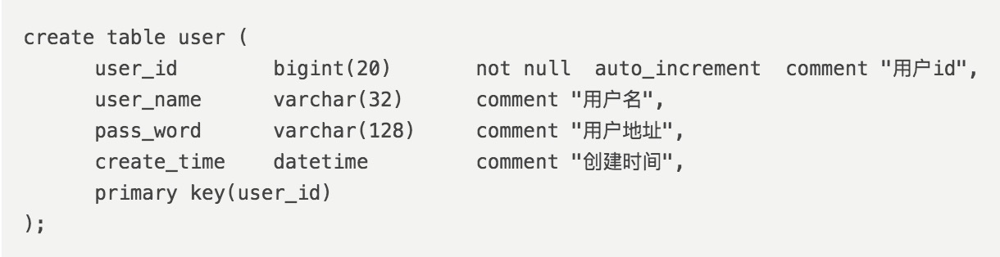 create table user (
user_id bigint(20) not null auto_increment comment "用户id",
user_name varchar(32) comment "用户名",
pass_word varchar(128) comment "用户地址",
create_time datetime comment "创建时间",
primary key(user_id)
);